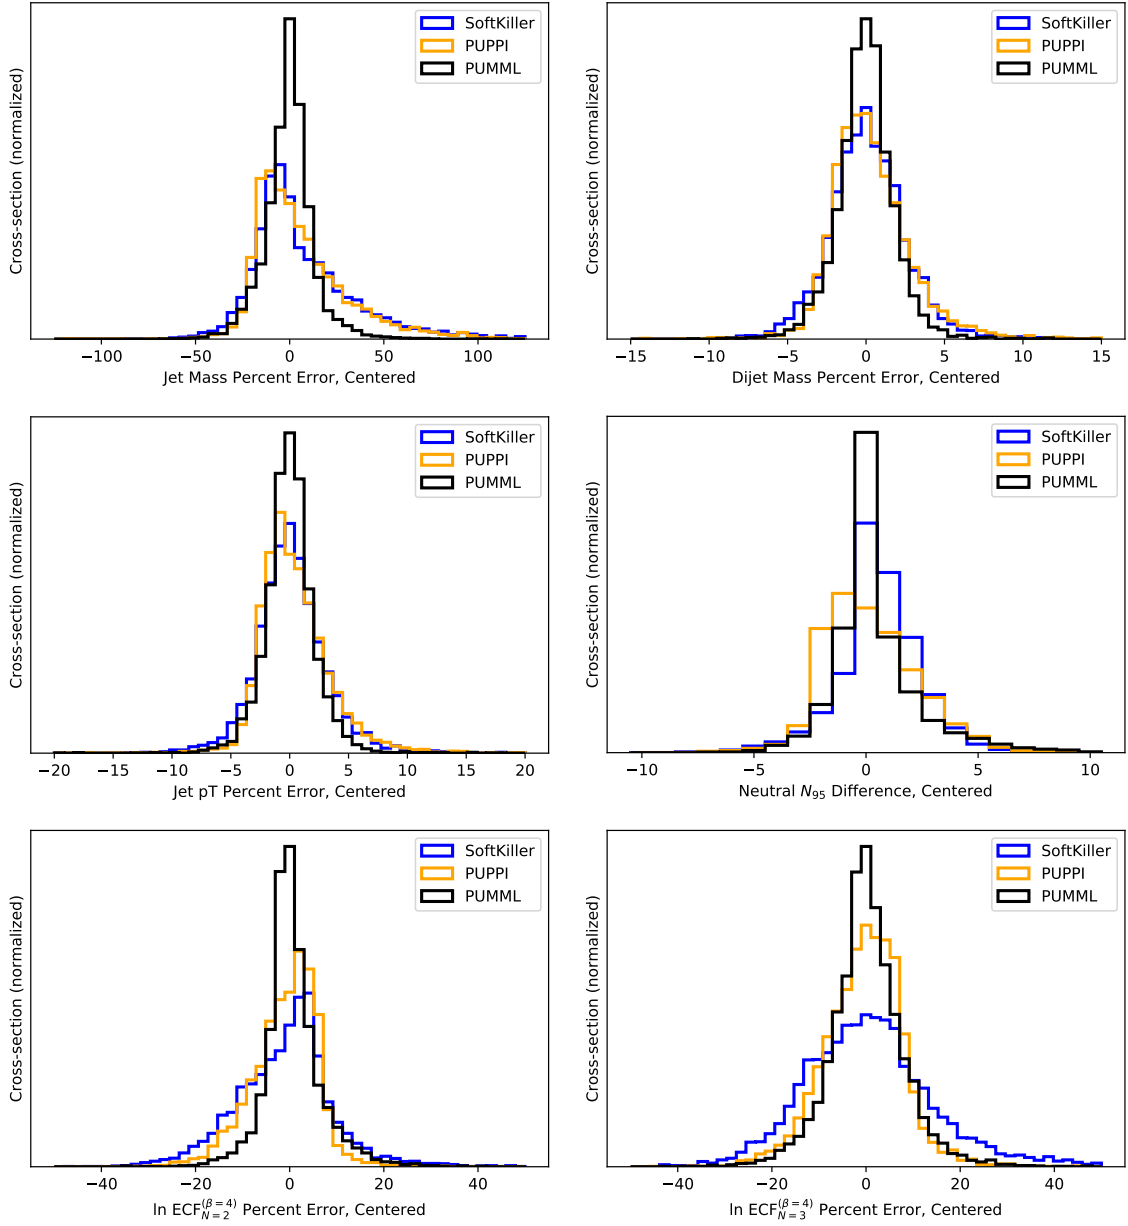 Cross-section (normalized)
SoftKiller
PUPPI
PUMML
−100 −50 0 50 100
Jet Mass Percent Error, Centered
Cross-section (normalized)
SoftKiller
PUPPI
PUMML
−15 −10 −5 0 5 10 15
Dijet Mass Percent Error, Centered
Cross-section (normalized)
SoftKiller
PUPPI
PUMML
−20 −15 −10 −5 0 5 10 15 20
Jet pT Percent Error, Centered
Cross-section (normalized)
SoftKiller
PUPPI
PUMML
−10 −5 0 5 10
Neutral N₉₅ Difference, Centered
Cross-section (normalized)
SoftKiller
PUPPI
PUMML
−40 −20 0 20 40
ln ECF_{N=2}^{(β=4)} Percent Error, Centered
Cross-section (normalized)
SoftKiller
PUPPI
PUMML
−40 −20 0 20 40
ln ECF_{N=3}^{(β=4)} Percent Error, Centered